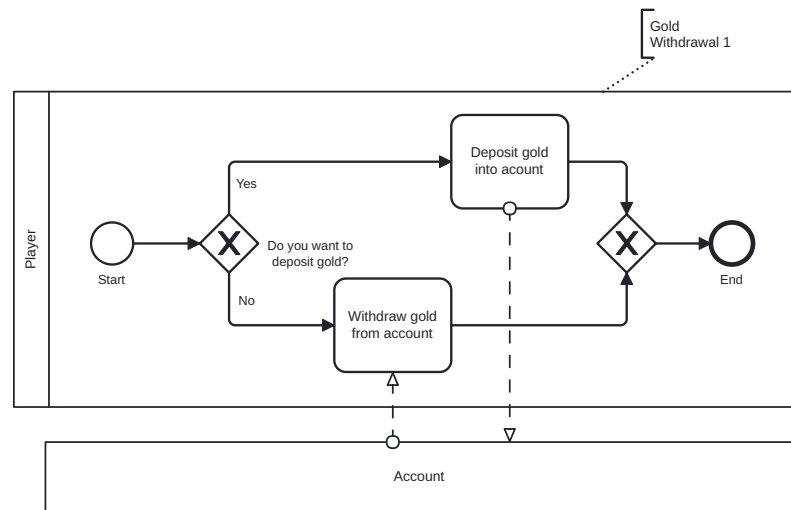 Gold
Withdrawal 1
Player
Deposit gold
into acount
Yes
Do you want to
deposit gold?
Start
End
No
Withdraw gold
from account
Account